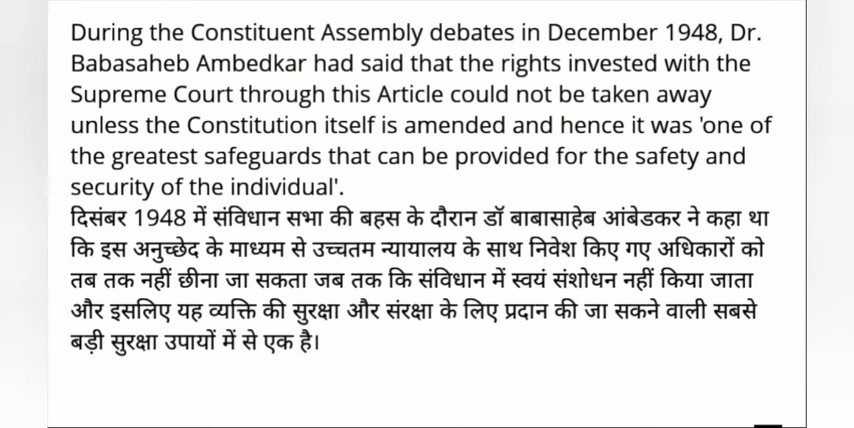 During the Constituent Assembly debates in December 1948, Dr.
Babasaheb Ambedkar had said that the rights invested with the
Supreme Court through this Article could not be taken away
unless the Constitution itself is amended and hence it was 'one of
the greatest safeguards that can be provided for the safety and
security of the individual'.
दिसंबर 1948 में संविधान सभा की बहस के दौरान डॉ बाबासाहेब आंबेडकर ने कहा था
कि इस अनुच्छेद के माध्यम से उच्चतम न्यायालय के साथ निवेश किए गए अधिकारों को
तब तक नहीं छीना जा सकता जब तक कि संविधान में स्वयं संशोधन नहीं किया जाता
और इसलिए यह व्यक्ति की सुरक्षा और संरक्षा के लिए प्रदान की जा सकने वाली सबसे
बड़ी सुरक्षा उपायों में से एक है।